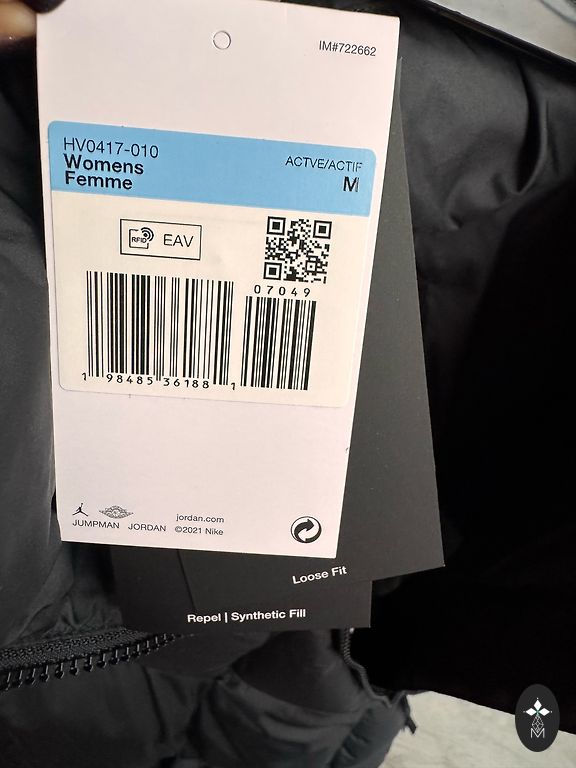 IM#722662
HV0417-010
Womens
Femme
ACTVE/ACTIF
M
RFID
EAV
07049
1 98485 36188 1
JUMPMAN JORDAN
jordan.com
©2021 Nike
Loose Fit
Repel | Synthetic Fill
M